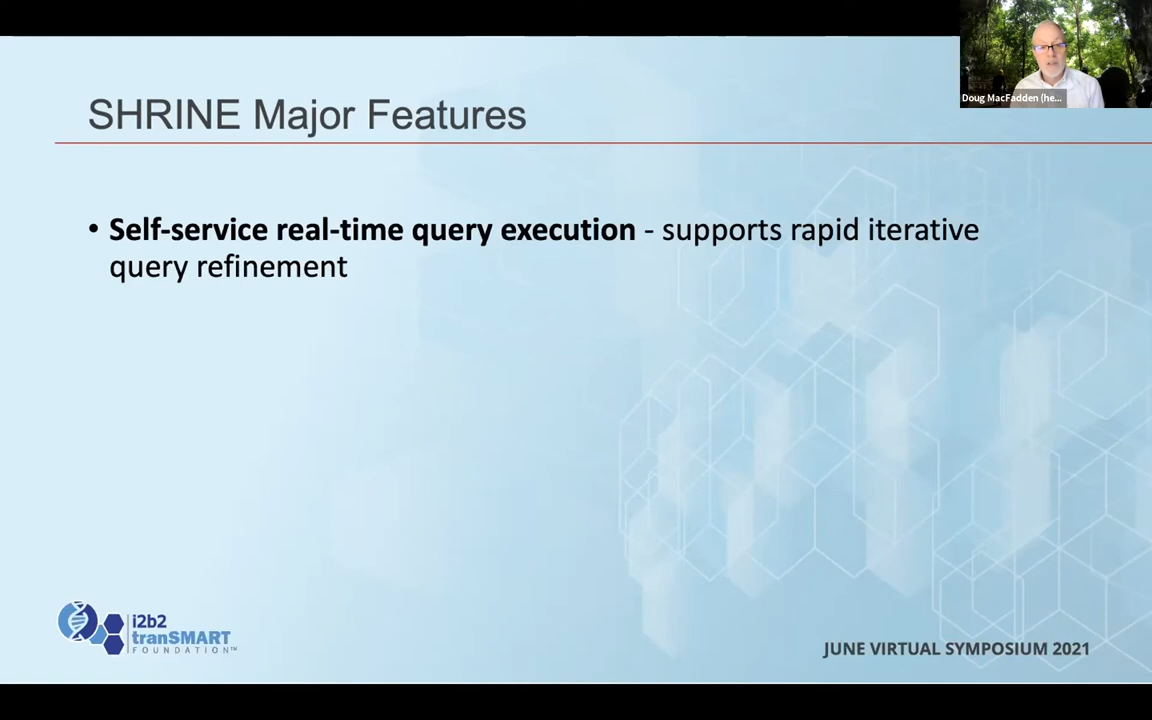 Doug MacFadden (he...
SHRINE Major Features
• Self-service real-time query execution - supports rapid iterative
query refinement
i2b2
tranSMART
FOUNDATION™
JUNE VIRTUAL SYMPOSIUM 2021